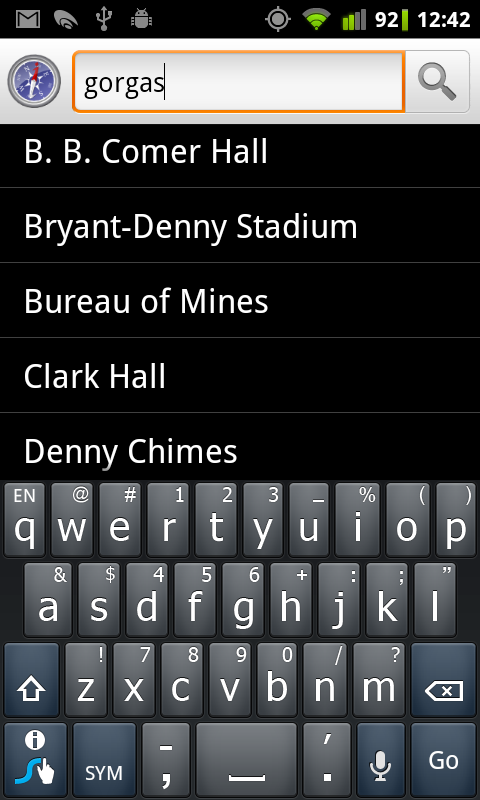 92 12:42
gorgas
B. B. Comer Hall
Bryant-Denny Stadium
Bureau of Mines
Clark Hall
Denny Chimes
EN @ # 1 2 3 _ % ( )
q w e r t y u i o p
& $ 4 5 6 + : ; ”
a s d f g h j k l
! 7 8 9 0 / ?
z x c v b n m
SYM - ; ' . Go